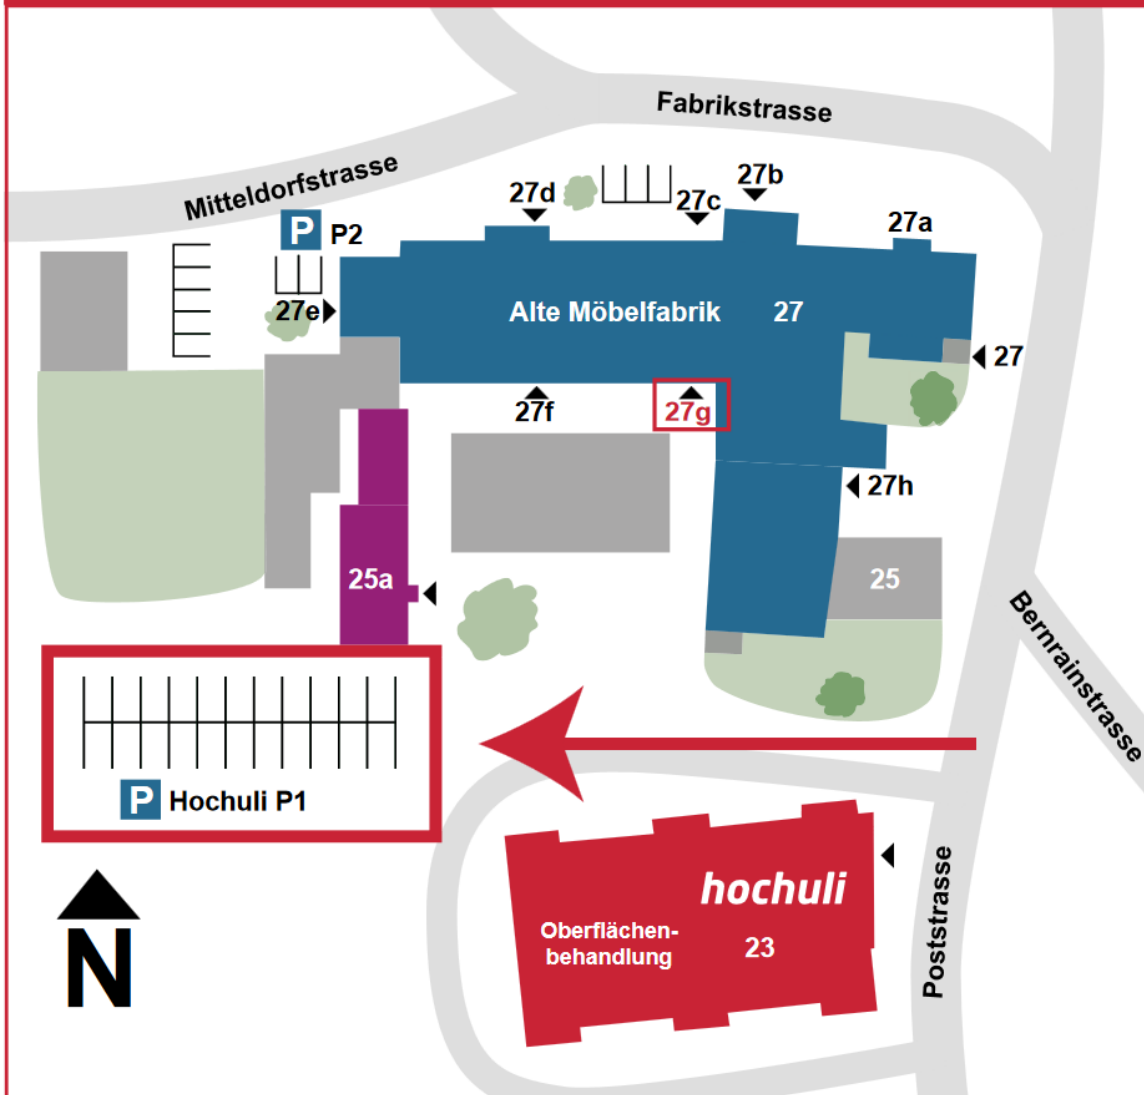 Fabrikstrasse
Mitteldorfstrasse
27b
27d
27c
27a
P P2
27e
Alte Möbelfabrik 27
27
27f
27g
27h
25a
25
Bernrainstrasse
P Hochuli P1
Poststrasse
hochuli
Oberflächen-
behandlung
23
N